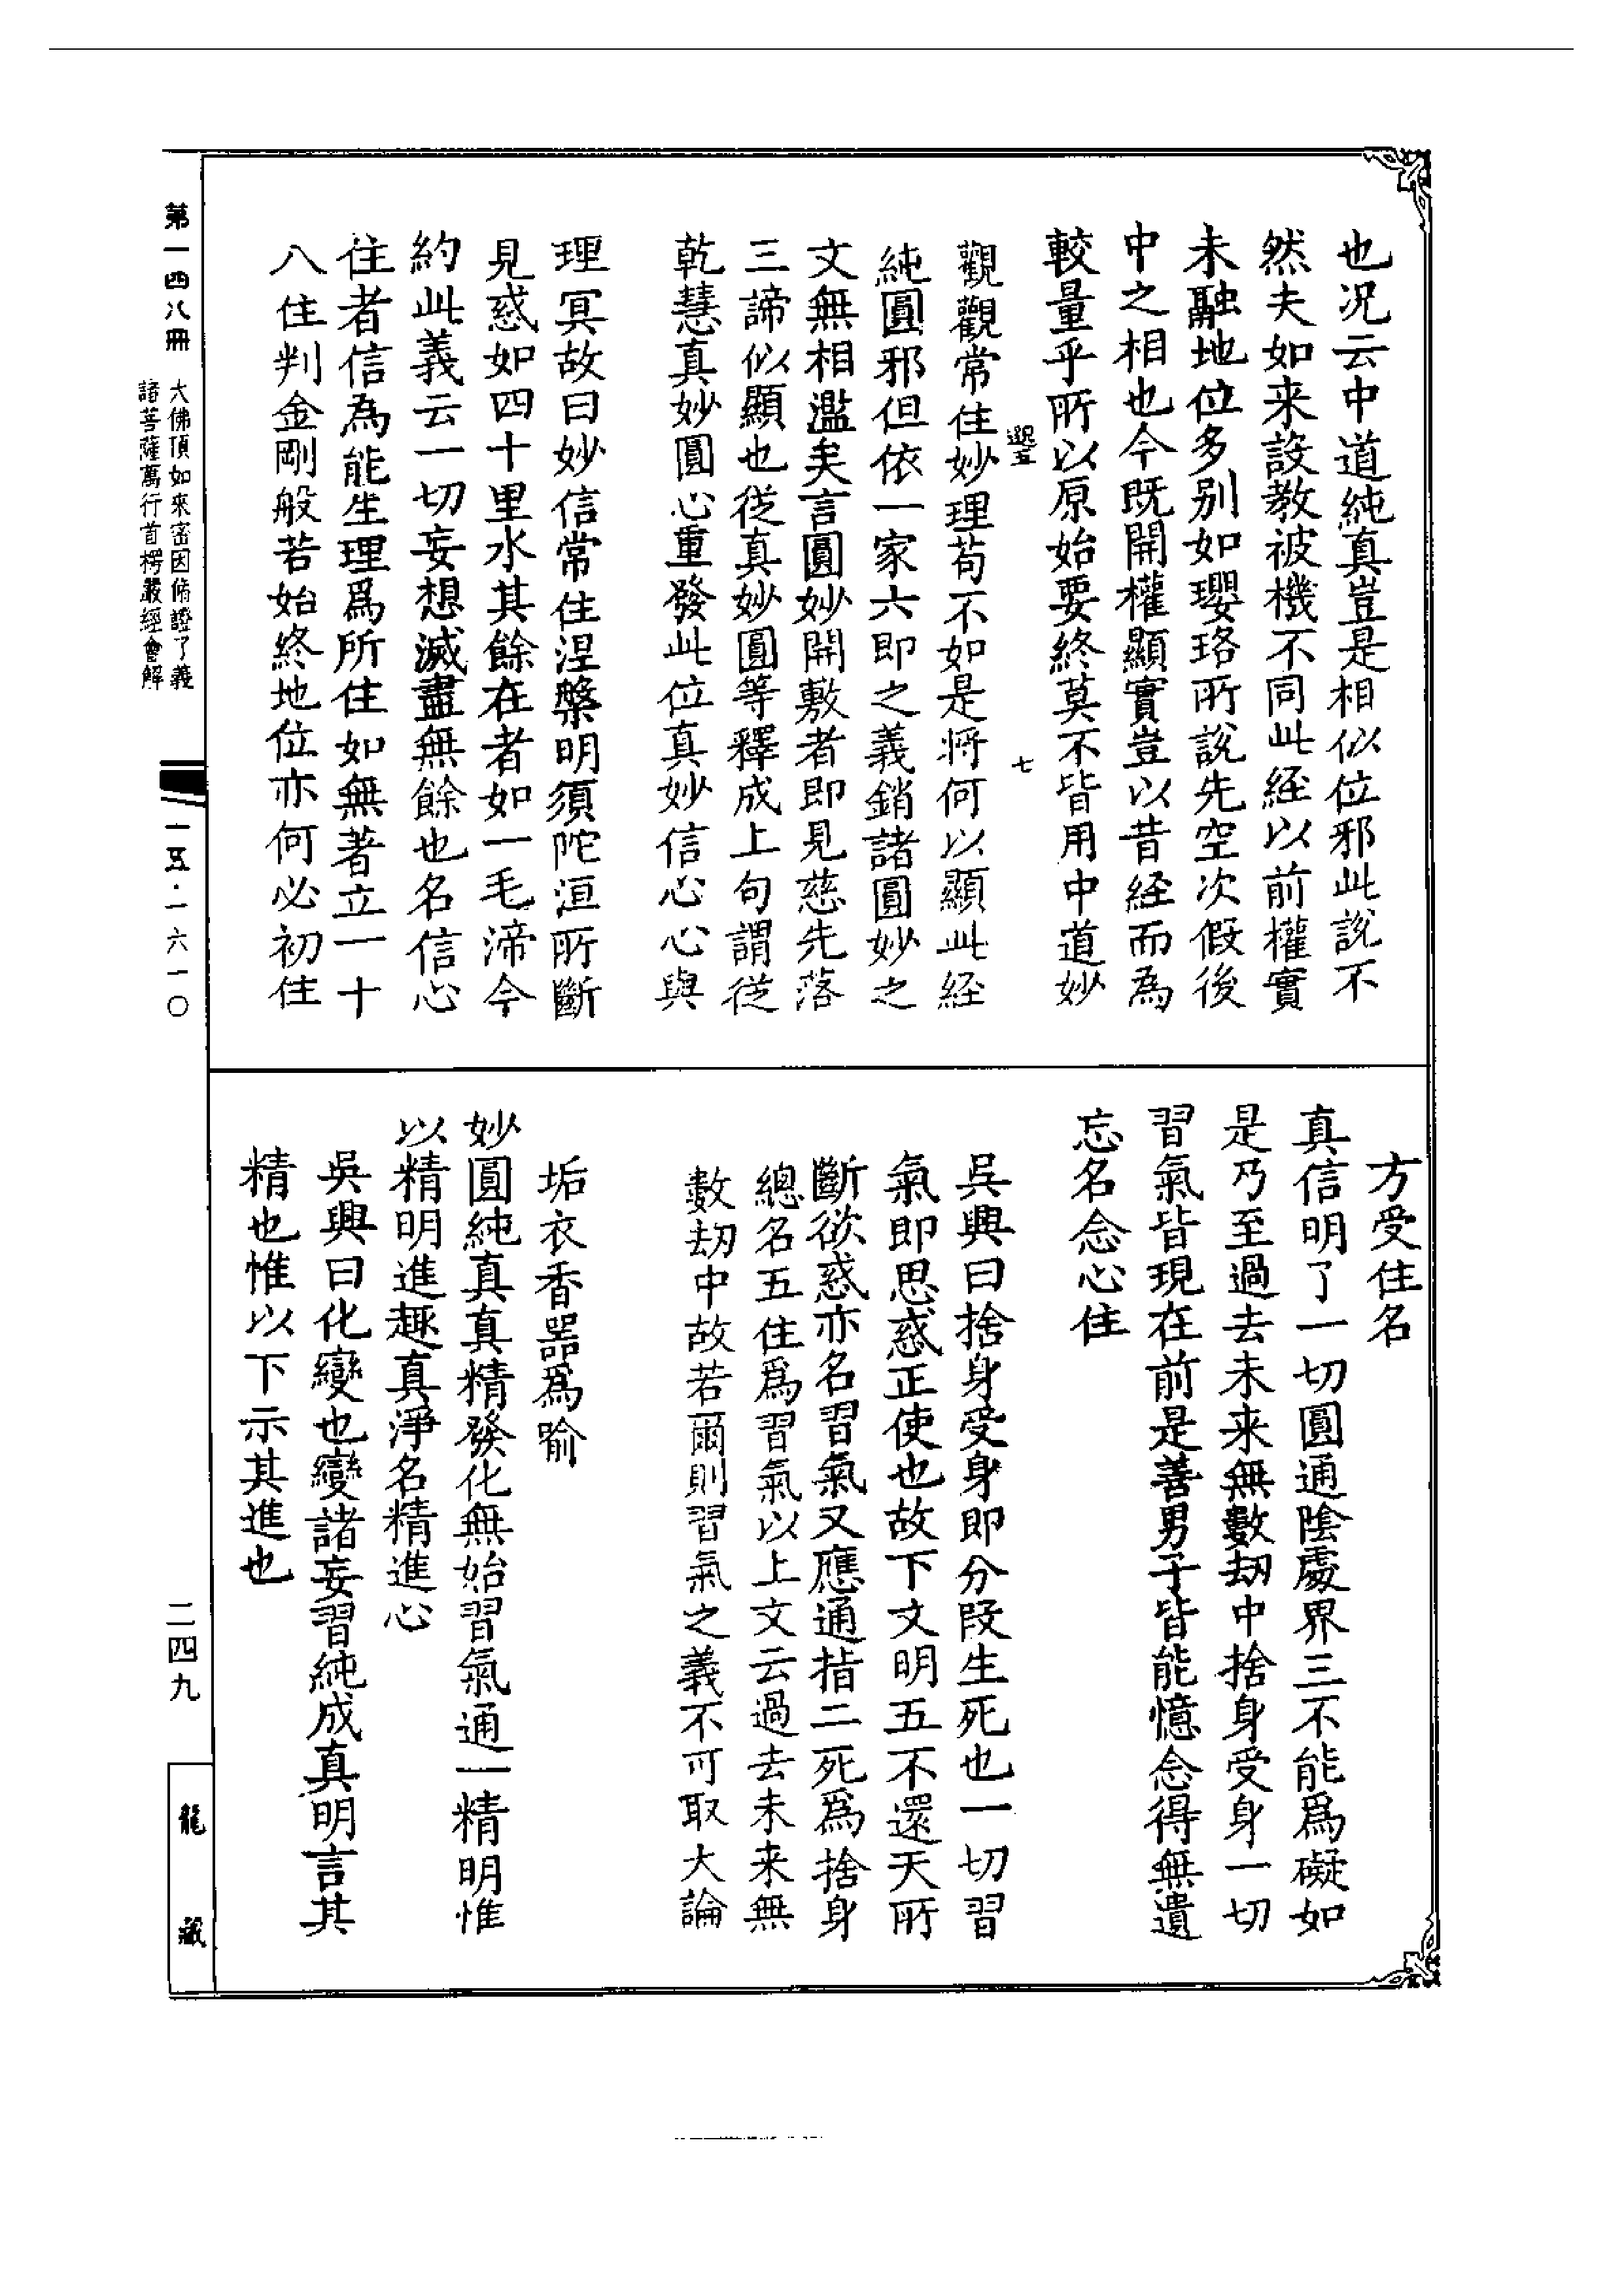 也况云中道純真豈是相似位邪此說不
然夫如来設教被機不同此経以前權實
未融地位多别如瓔珞所說先空次假後
中之相也今既開權顯實豈以昔経而為
較量乎所以原始要終莫不皆用中道妙
七
觀觀常住妙理苟不如是將何以顯此経
純圓邪但依一家六即之義銷諸圓妙之
文無相濫矣言圓妙開敷者即見慈先落
三諦似顯也從真妙圓等釋成上句謂從
乾慧真妙圓心重發此位真妙信心心與
理冥故曰妙信常住涅槃明須陀洹所斷
見惑如四十里水其餘在者如一毛渧今
約此義云一切妄想滅盡無餘也名信心
住者信為能生理爲所住如無著立一十
八住判金剛般若始終地位亦何必初住
方受住名
真信明了一切圓通陰處界三不能爲礙如
是乃至過去未来無數劫中捨身受身一切
習氣皆現在前是善男子皆能憶念得無遺
忘名念心住
吳興曰捨身受身即分段生死也一切習
氣即思惑正使也故下文明五不還天所
斷欲惑亦名習氣又應通指二死爲捨身
總名五住爲習氣以上文云過去未来無
數劫中故若爾則習氣之義不可取大論
垢衣香器爲喻
妙圓純真真精發化無始習氣通一精明惟
以精明進趣真淨名精進心
吳興曰化變也變諸妄習純成真明言其
精也惟以下示其進也
第一四八冊
大佛頂如來密因脩證了義
諸菩薩萬行首楞嚴經會解
一五·一六一〇
二四九
龍藏